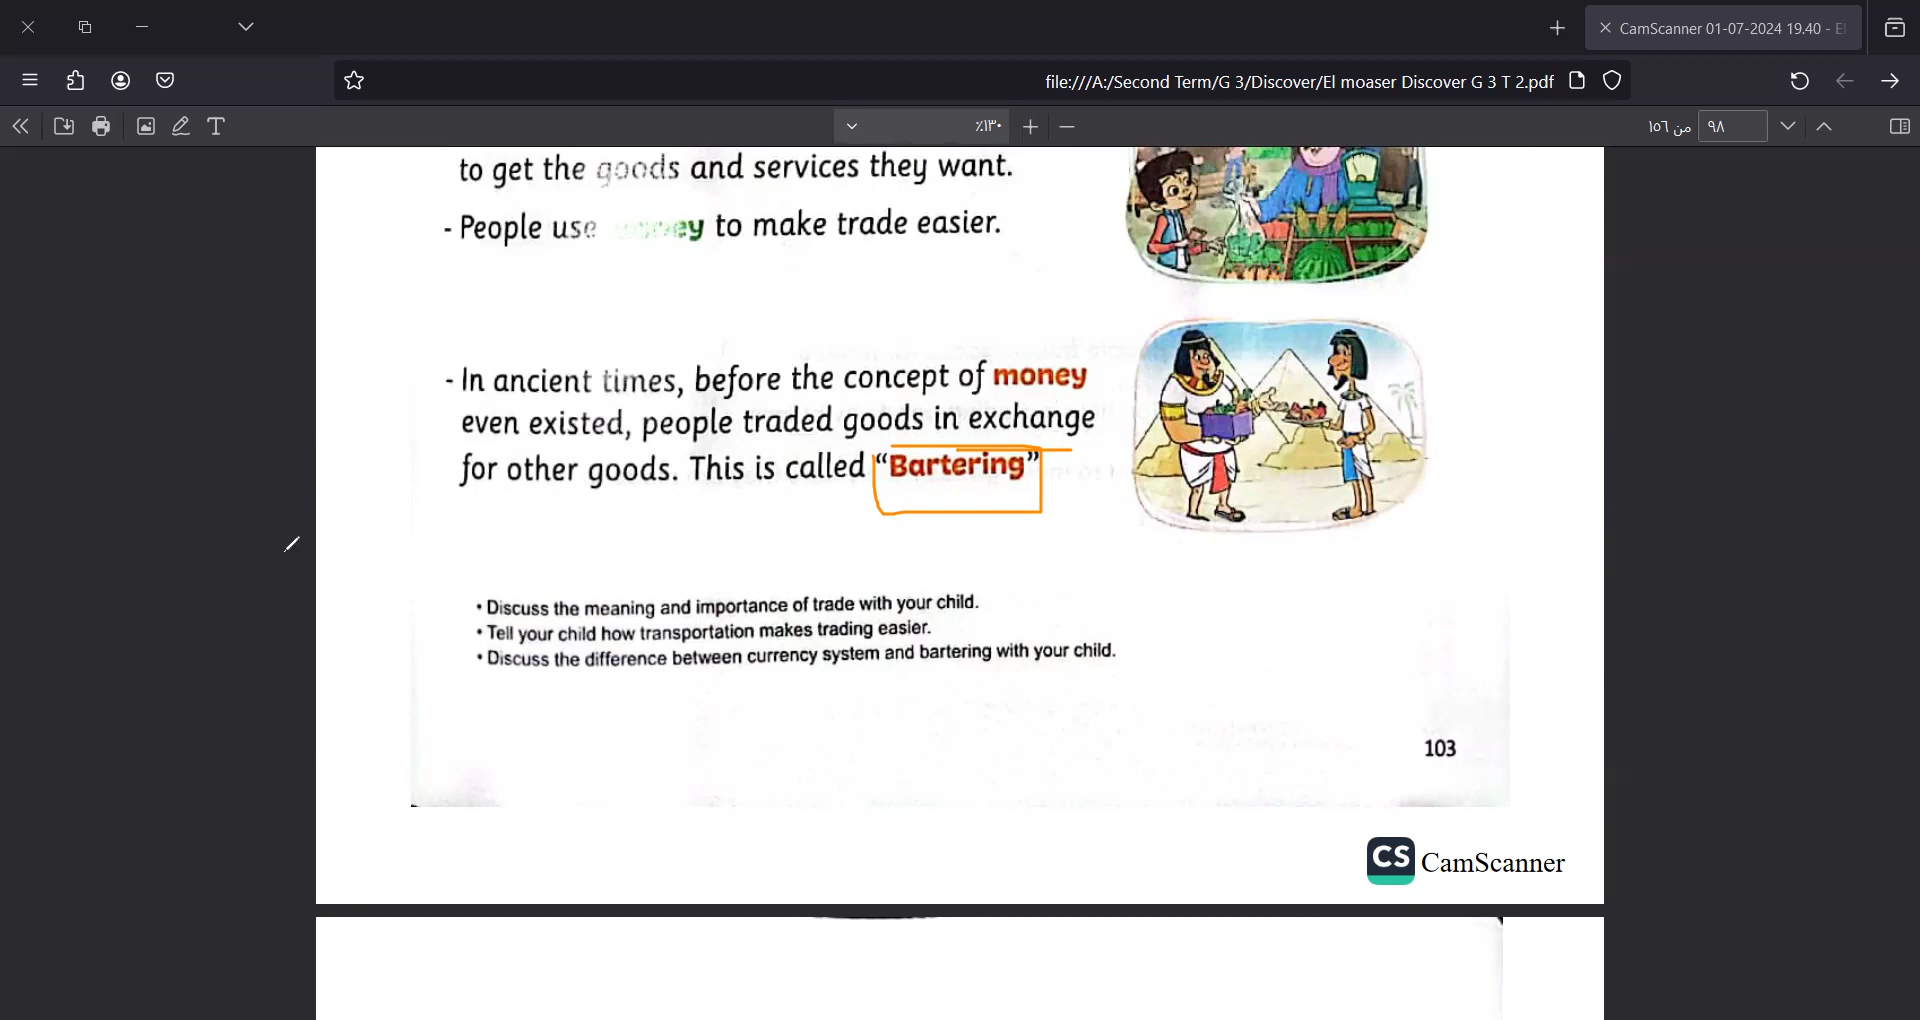 CamScanner 01-07-2024 19.40 - El
file:///A:/Second Term/G 3/Discover/El moaser Discover G 3 T 2.pdf
٪١٣٠
٩٨ من ١٥٦
to get the goods and services they want.
- People use money to make trade easier.
- In ancient times, before the concept of money
even existed, people traded goods in exchange
for other goods. This is called “Bartering”
• Discuss the meaning and importance of trade with your child.
• Tell your child how transportation makes trading easier.
• Discuss the difference between currency system and bartering with your child.
103
CS CamScanner